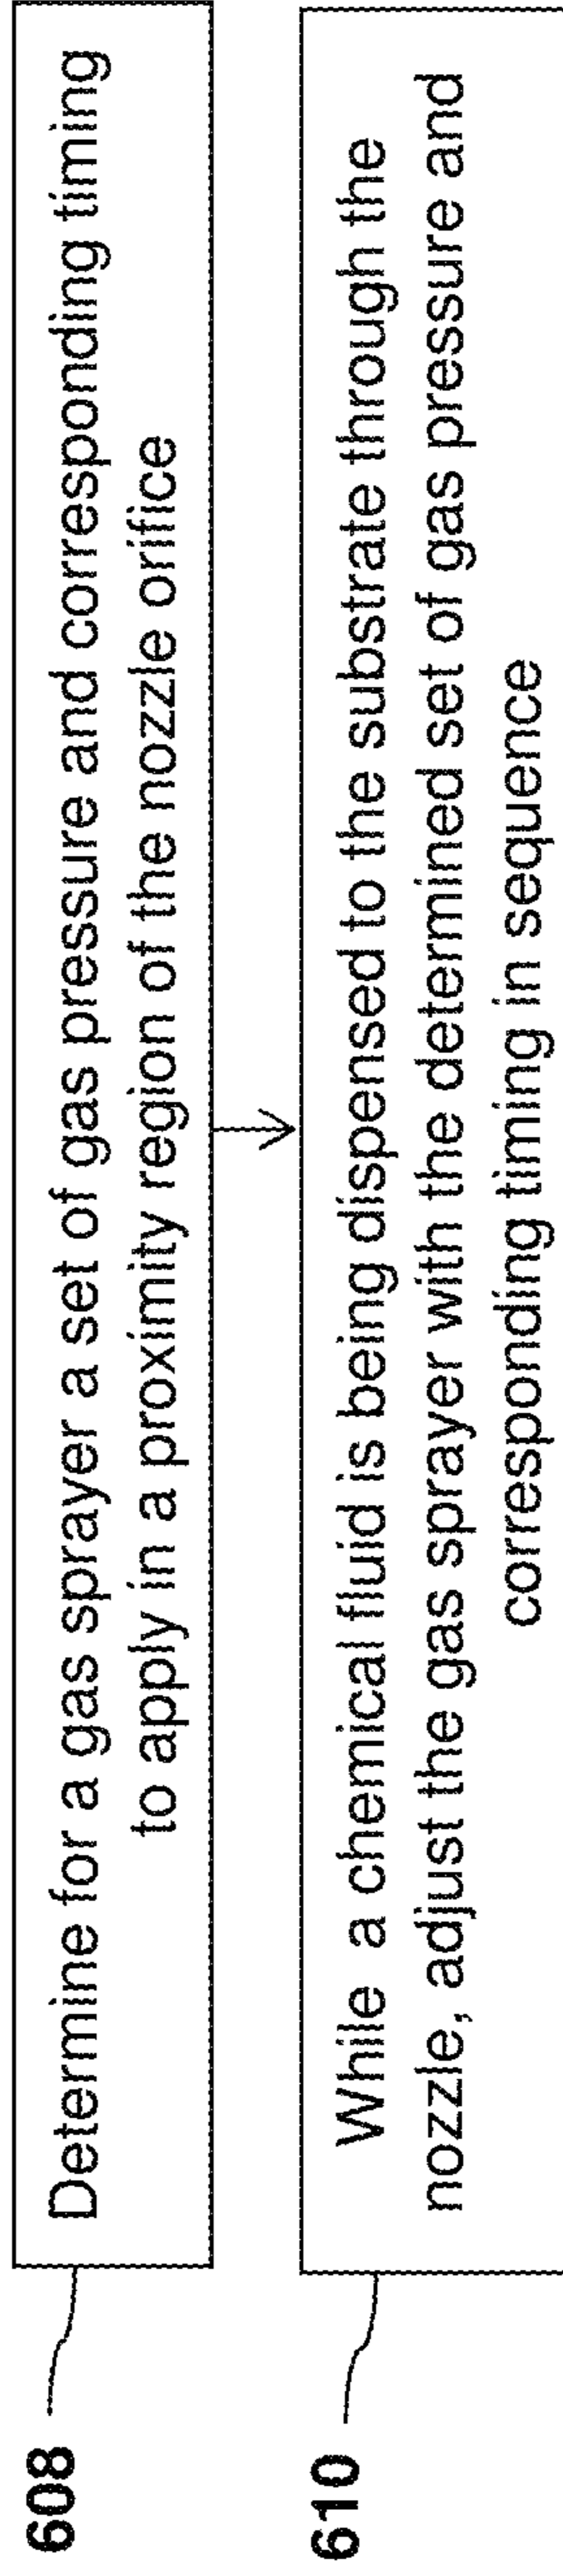 608
Determine for a gas sprayer a set of gas pressure and corresponding timing
to apply in a proximity region of the nozzle orifice
610
While a chemical fluid is being dispensed to the substrate through the
nozzle, adjust the gas sprayer with the determined set of gas pressure and
corresponding timing in sequence